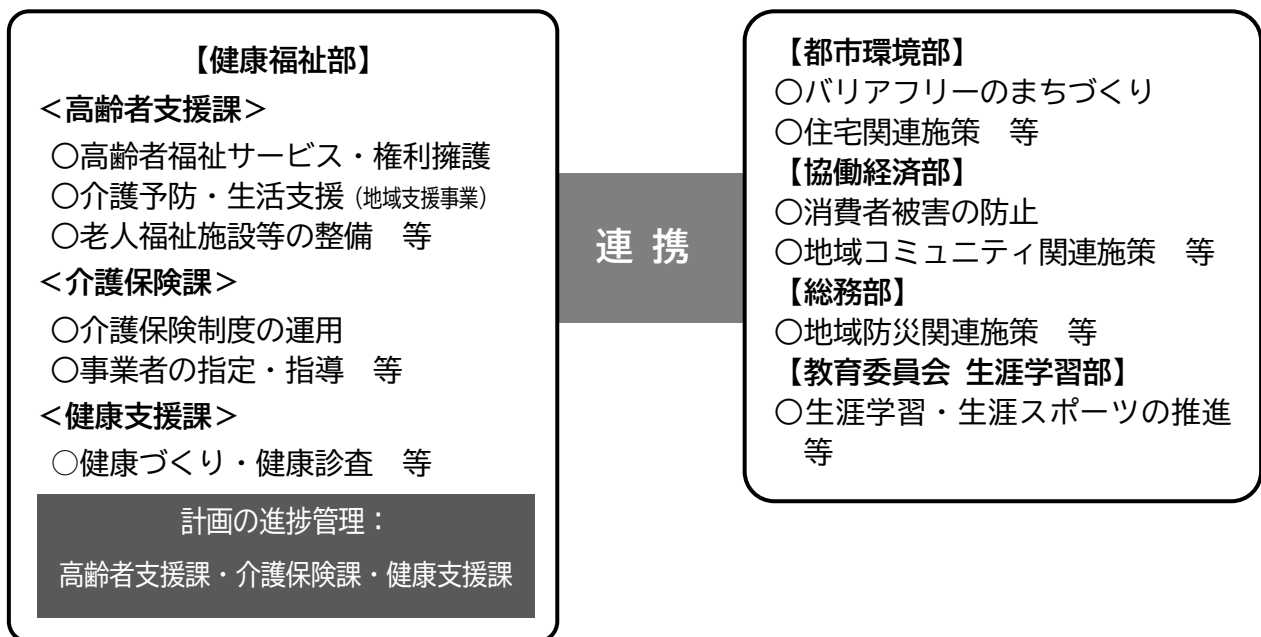 【健康福祉部】
＜高齢者支援課＞
○高齢者福祉サービス・権利擁護
○介護予防・生活支援（地域支援事業）
○老人福祉施設等の整備　等
＜介護保険課＞
○介護保険制度の運用
○事業者の指定・指導　等
＜健康支援課＞
○健康づくり・健康診査　等
計画の進捗管理：
高齢者支援課・介護保険課・健康支援課
連 携
【都市環境部】
○バリアフリーのまちづくり
○住宅関連施策　等
【協働経済部】
○消費者被害の防止
○地域コミュニティ関連施策　等
【総務部】
○地域防災関連施策　等
【教育委員会 生涯学習部】
○生涯学習・生涯スポーツの推進
等